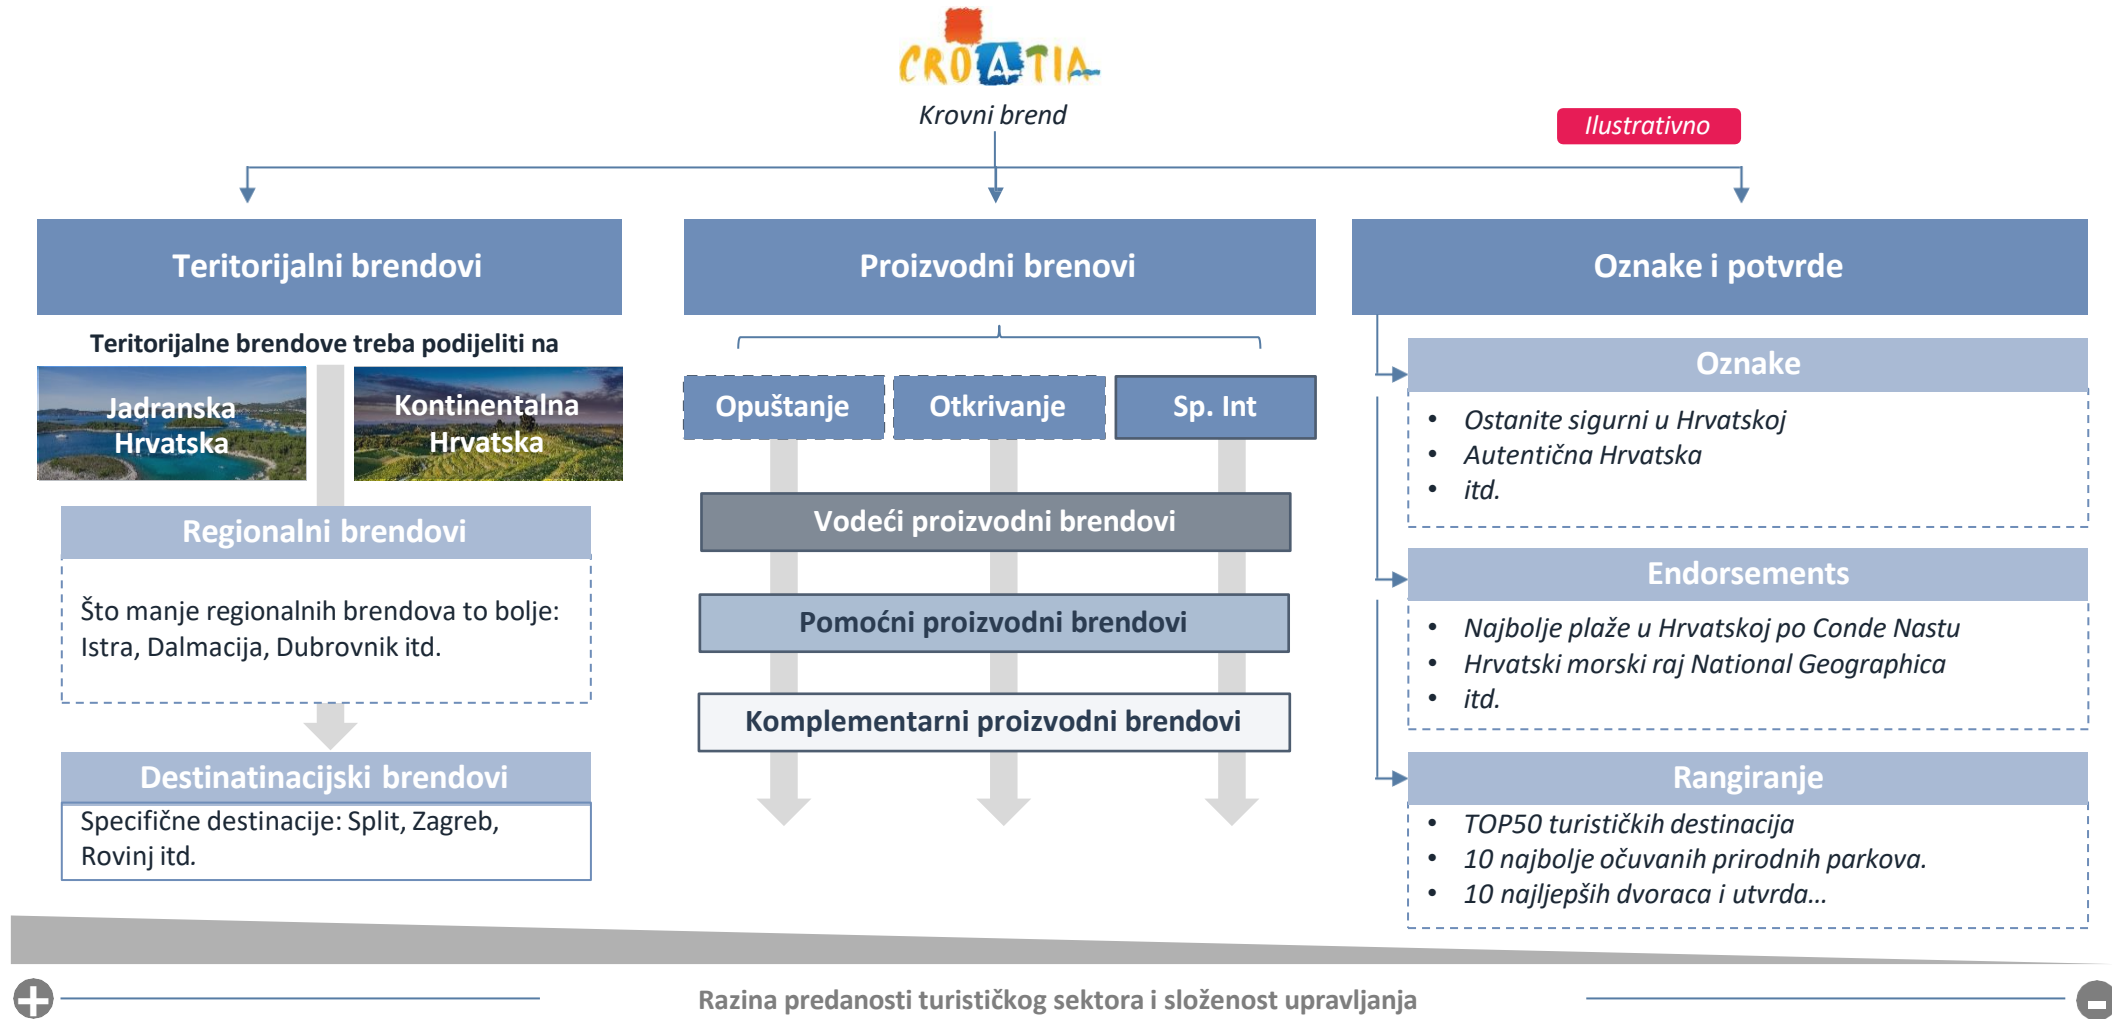 CROATIA
Krovni brend
Ilustrativno
Teritorijalni brendovi
Teritorijalne brendove treba podijeliti na
Jadranska
Hrvatska
Kontinentalna
Hrvatska
Regionalni brendovi
Što manje regionalnih brendova to bolje:
Istra, Dalmacija, Dubrovnik itd.
Destinatinacijski brendovi
Specifične destinacije: Split, Zagreb,
Rovinj itd.
Proizvodni brenovi
Opuštanje
Otkrivanje
Sp. Int
Vodeći proizvodni brendovi
Pomoćni proizvodni brendovi
Komplementarni proizvodni brendovi
Oznake i potvrde
Oznake
• Ostanite sigurni u Hrvatskoj
• Autentična Hrvatska
• itd.
Endorsements
• Najbolje plaže u Hrvatskoj po Conde Nastu
• Hrvatski morski raj National Geographica
• itd.
Rangiranje
• TOP50 turističkih destinacija
• 10 najbolje očuvanih prirodnih parkova.
• 10 najljepših dvoraca i utvrda...
+
Razina predanosti turističkog sektora i složenost upravljanja
-